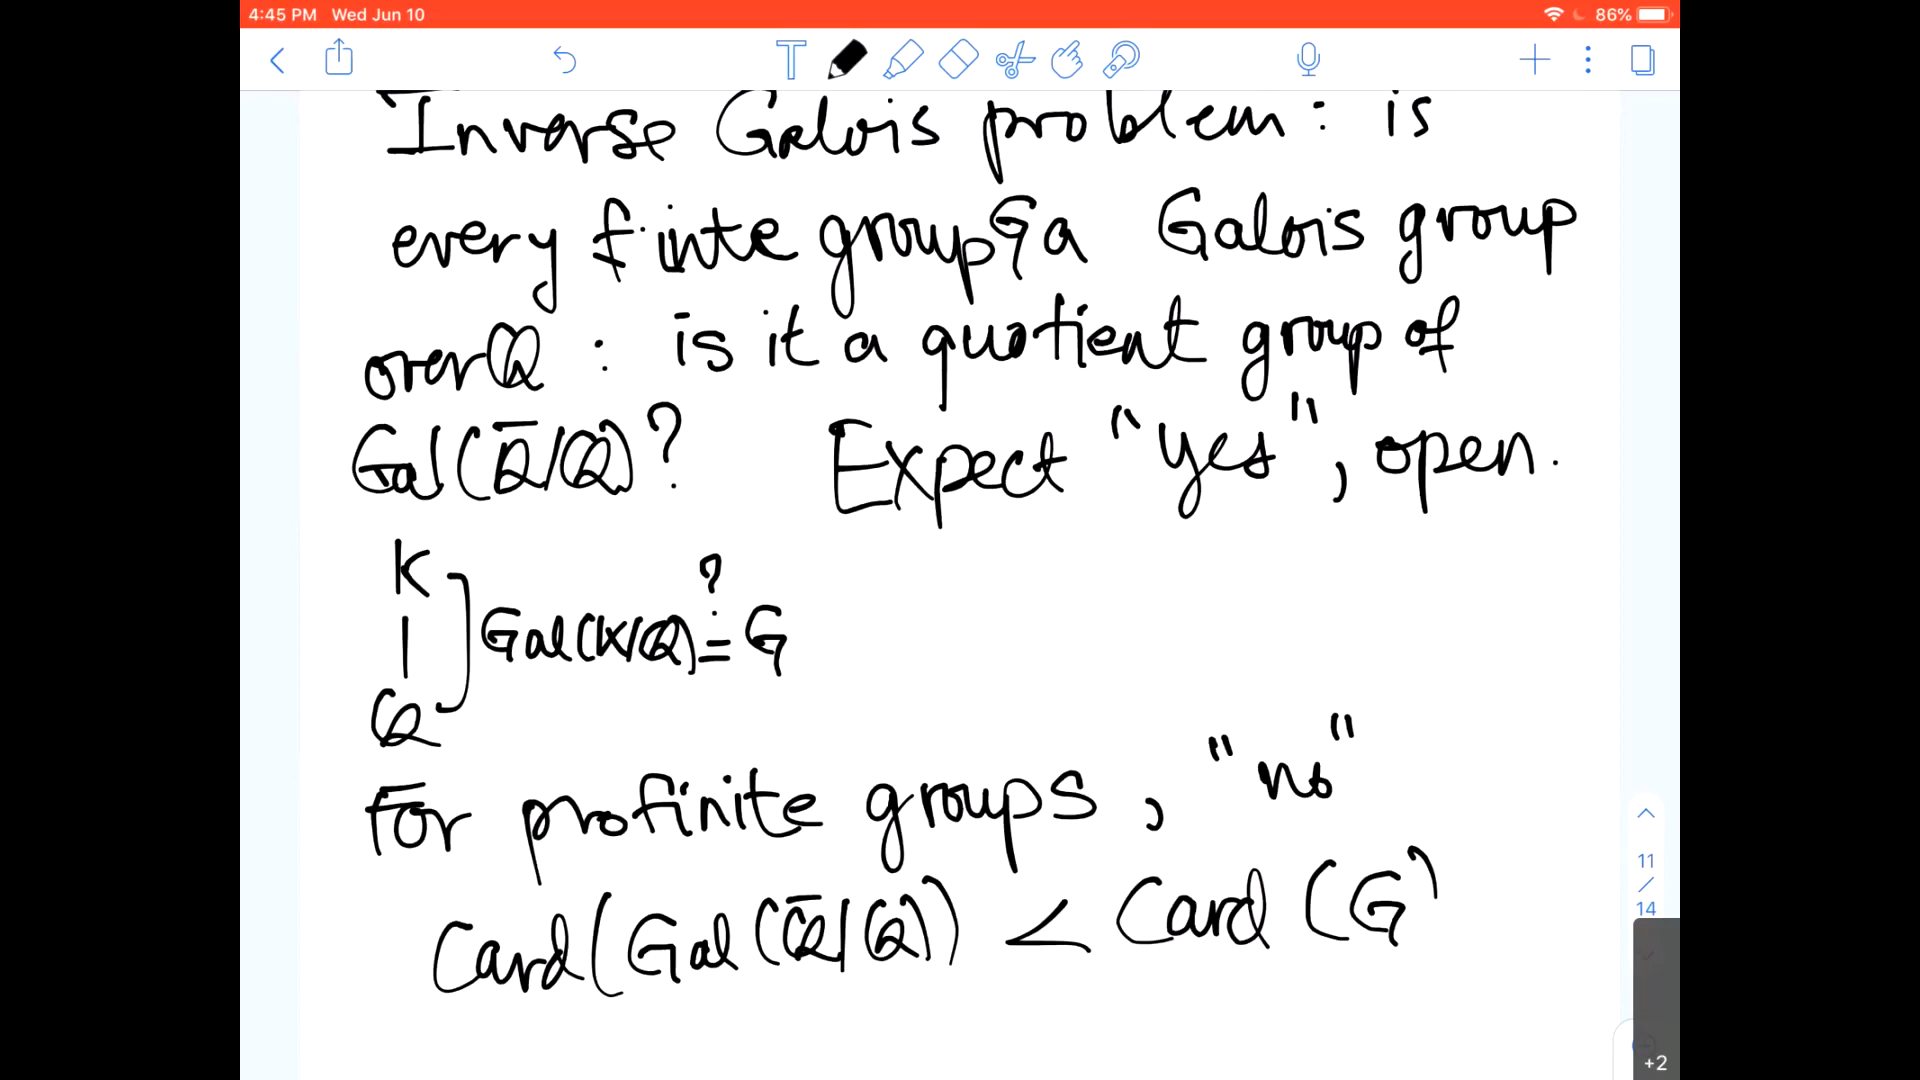 4:45 PM Wed Jun 10 86%
T
Inverse Galois problem: is
every finite group G a Galois group
over ℚ : is it a quotient group of
Gal(ℚ̄/ℚ)? Expect "yes", open.
K
| Gal(K/ℚ) ?= G
ℚ
For profinite groups, "no"
Card(Gal(ℚ̄/ℚ)) < Card(G)
11
/
14
+2